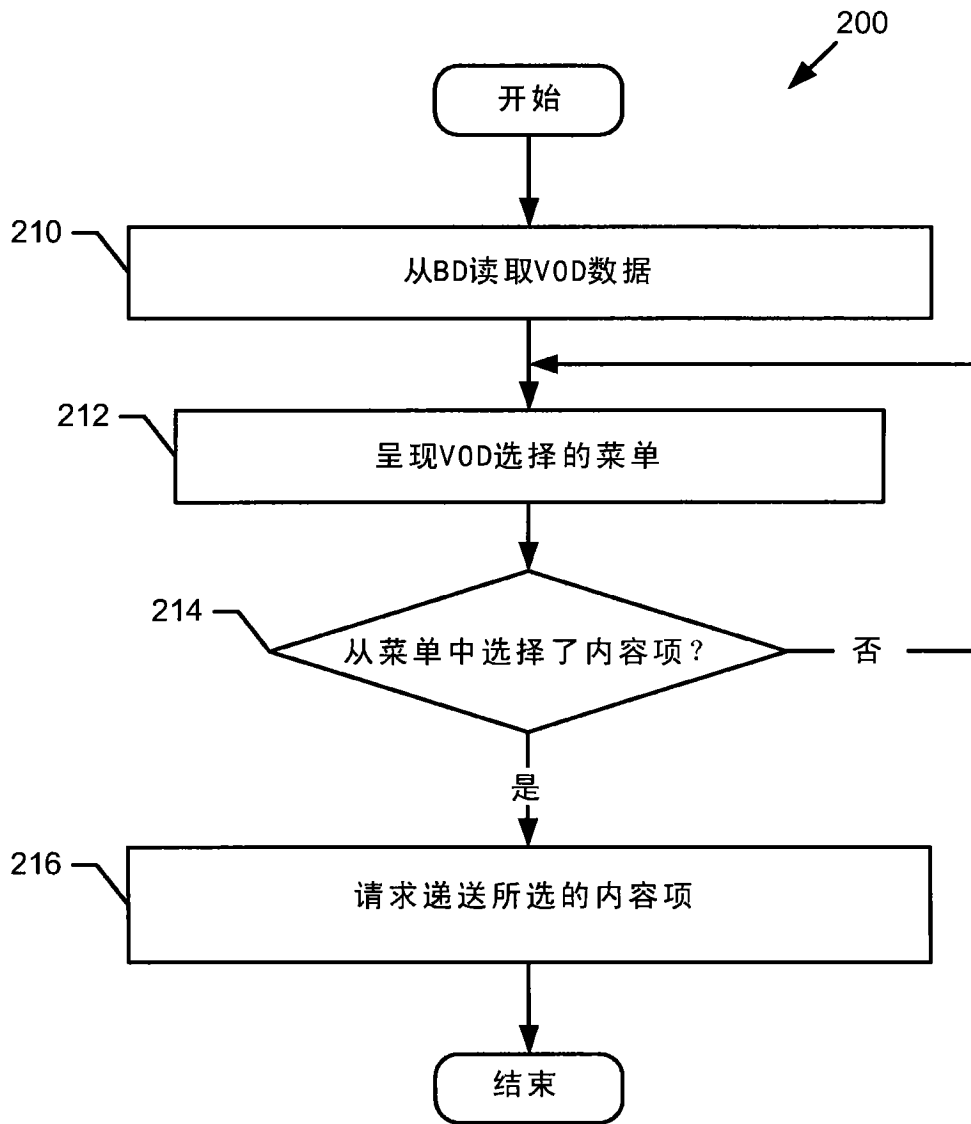 200
开始
210
从BD读取VOD数据
212
呈现VOD选择的菜单
214
从菜单中选择了内容项?
否
是
216
请求递送所选的内容项
结束